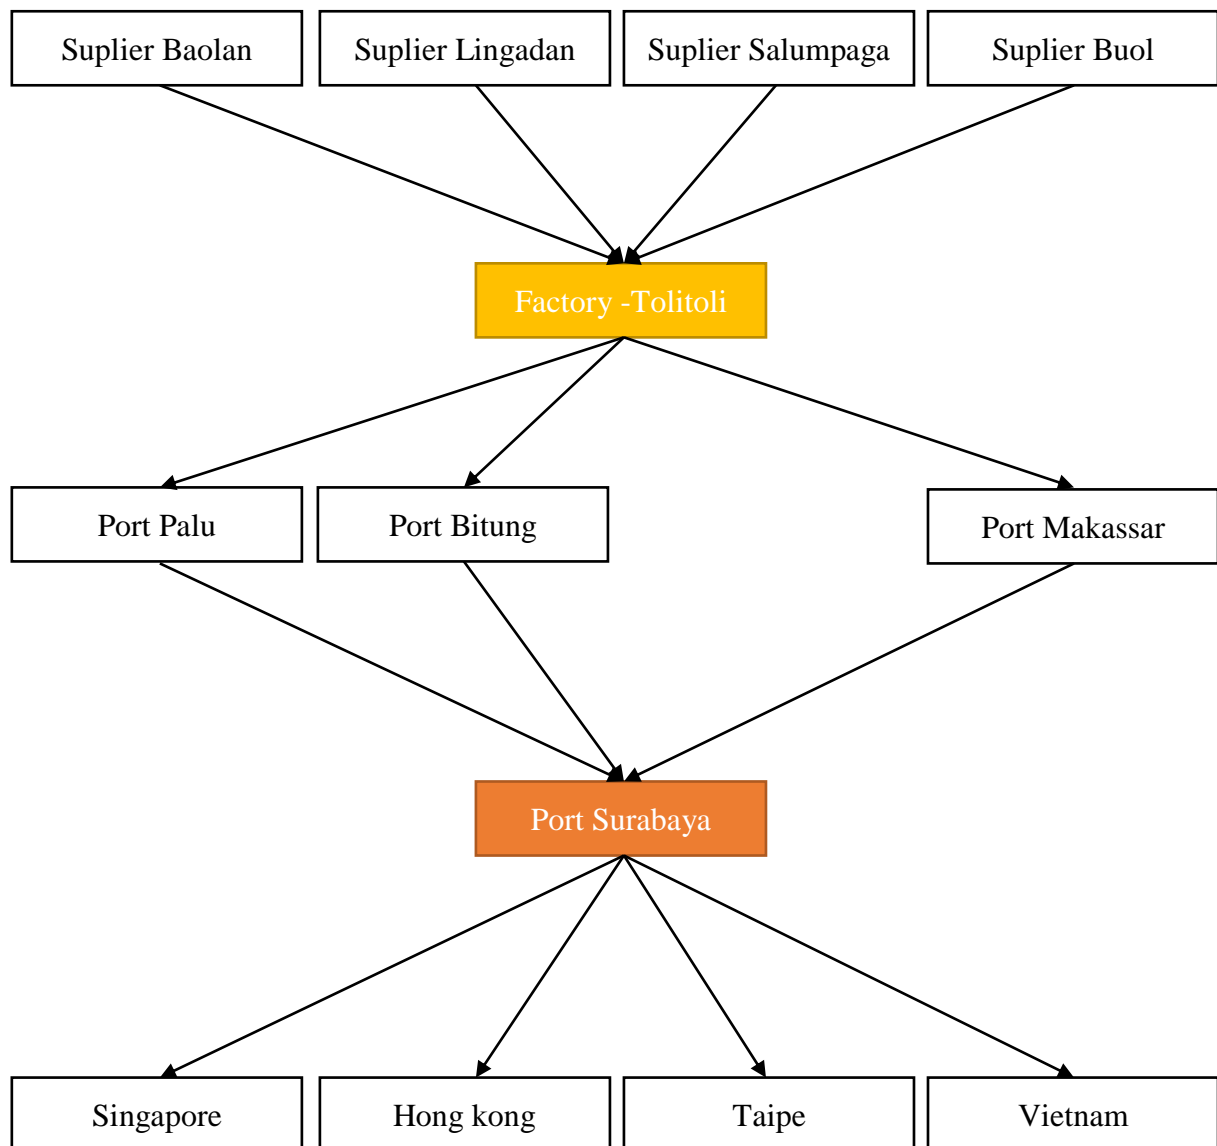 Suplier Baolan
Suplier Lingadan
Suplier Salumpaga
Suplier Buol
Factory -Tolitoli
Port Palu
Port Bitung
Port Makassar
Port Surabaya
Singapore
Hong kong
Taipe
Vietnam